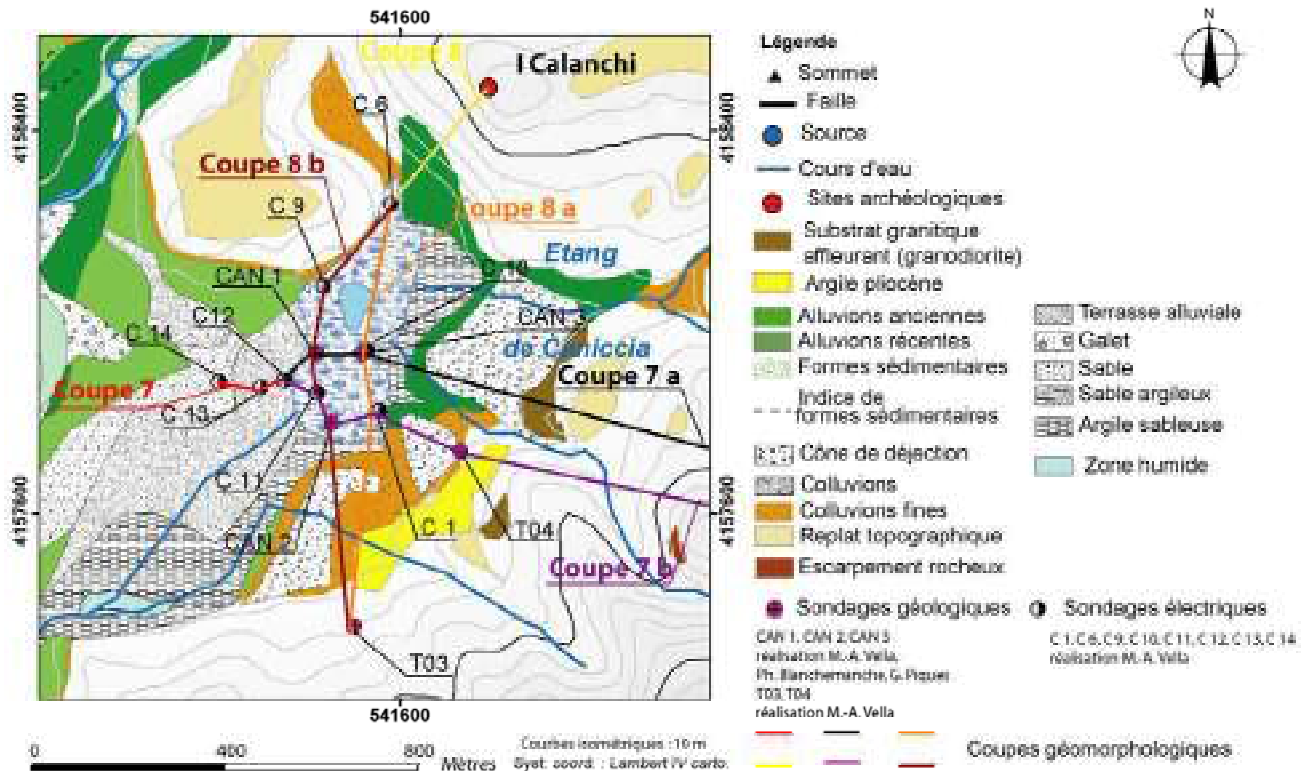 541600
N
Légende
Coupe 8
I Calanchi
Sommet
C 6
Faille
4158400
4158400
Source
Coupe 8 b
Cours d'eau
Sites archéologiques
C 9
Coupe 8 a
Substrat granitique
affleurant (granodiorite)
Etang
CAN 1
C 10
Argile pliocène
C12
CAN 3
Alluvions anciennes
Terrasse alluviale
C 14
de Caniccia
Alluvions récentes
Galet
Formes sédimentaires
Sable
Coupe 7
Coupe 7 a
Indice de
formes sédimentaires
Sable argileux
C 13
Argile sableuse
Cône de déjection
Zone humide
C 11
Colluvions
4157800
4157800
C 1
T04
Colluvions fines
CAN 2
Replat topographique
Coupe 7 b
Escarpement rocheux
Sondages géologiques
Sondages électriques
T03
CAN 1, CAN 2, CAN 3
réalisation M.-A. Vella,
Ph. Blanchemanche, G. Piques
T03, T04
réalisation M.-A. Vella
C 1, C 6, C 9, C 10, C 11, C 12, C 13, C 14
réalisation M.-A. Vella
541600
0 400 800
Mètres
Courbes isométriques : 10 m
Syst. coord. : Lambert IV carto.
Coupes géomorphologiques